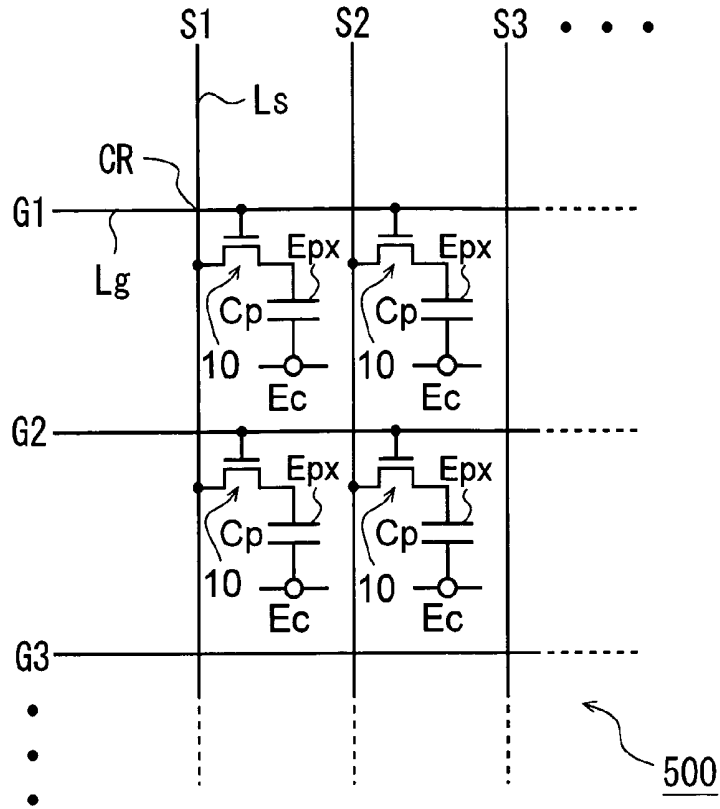 S1 S2 S3 • • •
Ls
CR
G1
Lg
Epx Epx
Cp Cp
10 10
Ec Ec
G2
Epx Epx
Cp Cp
10 10
Ec Ec
G3
500